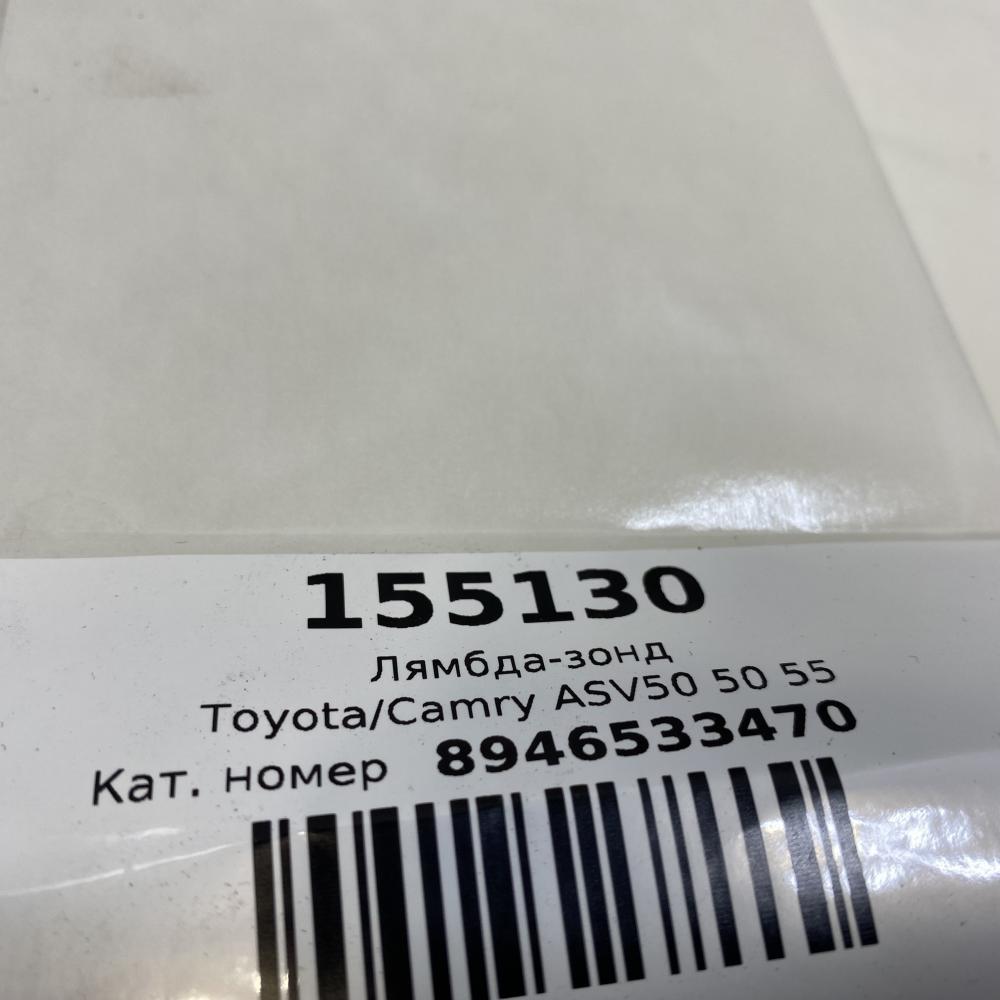 155130
Лямбда-зонд
Toyota/Camry ASV50 50 55
Кат. номер 8946533470